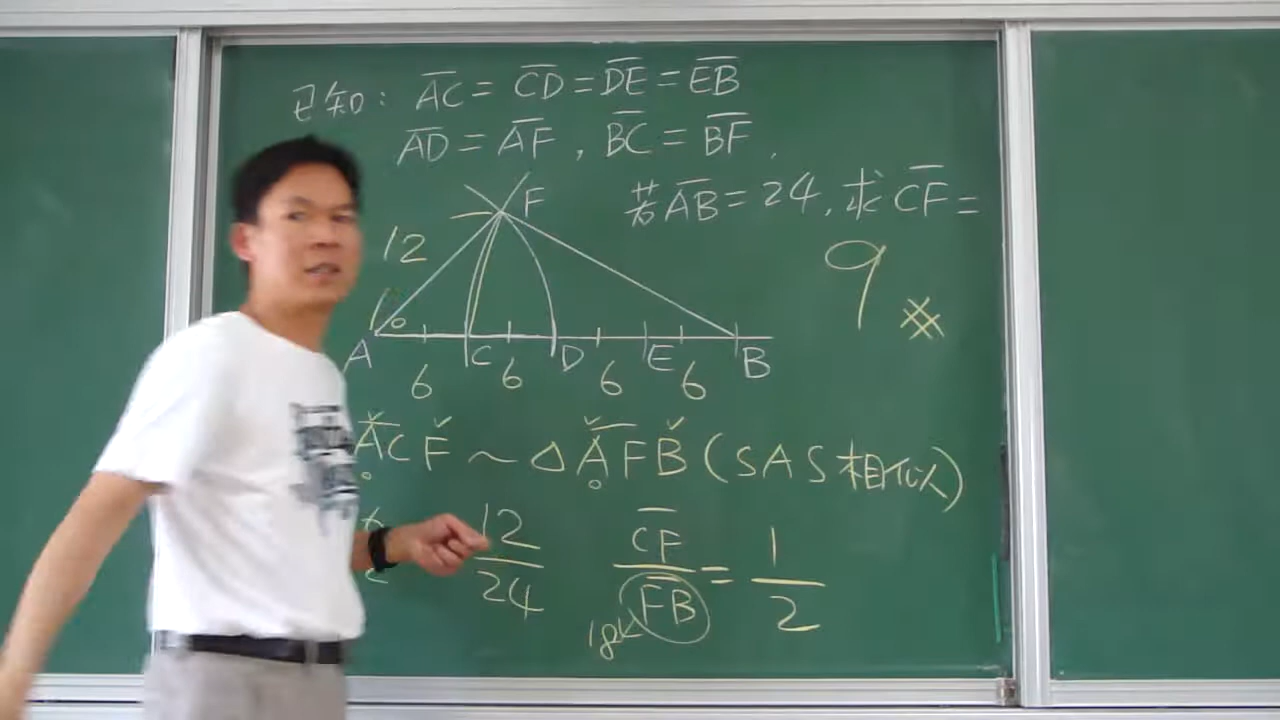 已知: AC = CD = DE = EB
AD = AF , BC = BF ,
若AB = 24, 求CF =
9
F
12
A C D E B
6 6 6 6
ACF ~ △AFB (SAS相似)
12/24 CF/FB = 1/2
18